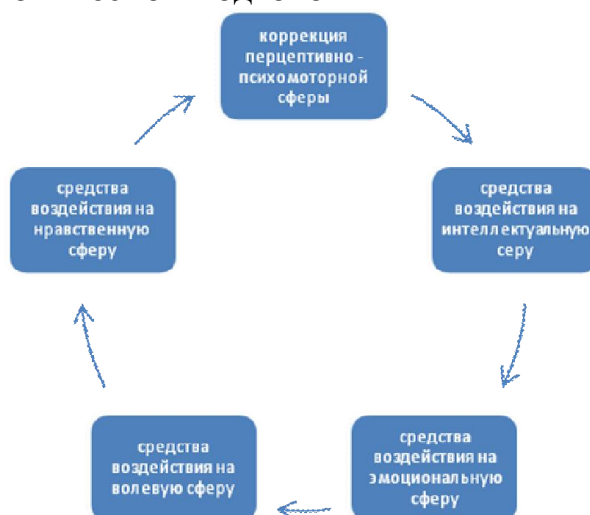 коррекция
перцептивно -
психомоторной
сферы
средства
воздействия на
интеллектуальную
серу
средства
воздействия на
эмоциональную
сферу
средства
воздействия на
волевую сферу
средства
воздействия на
нравственную
сферу